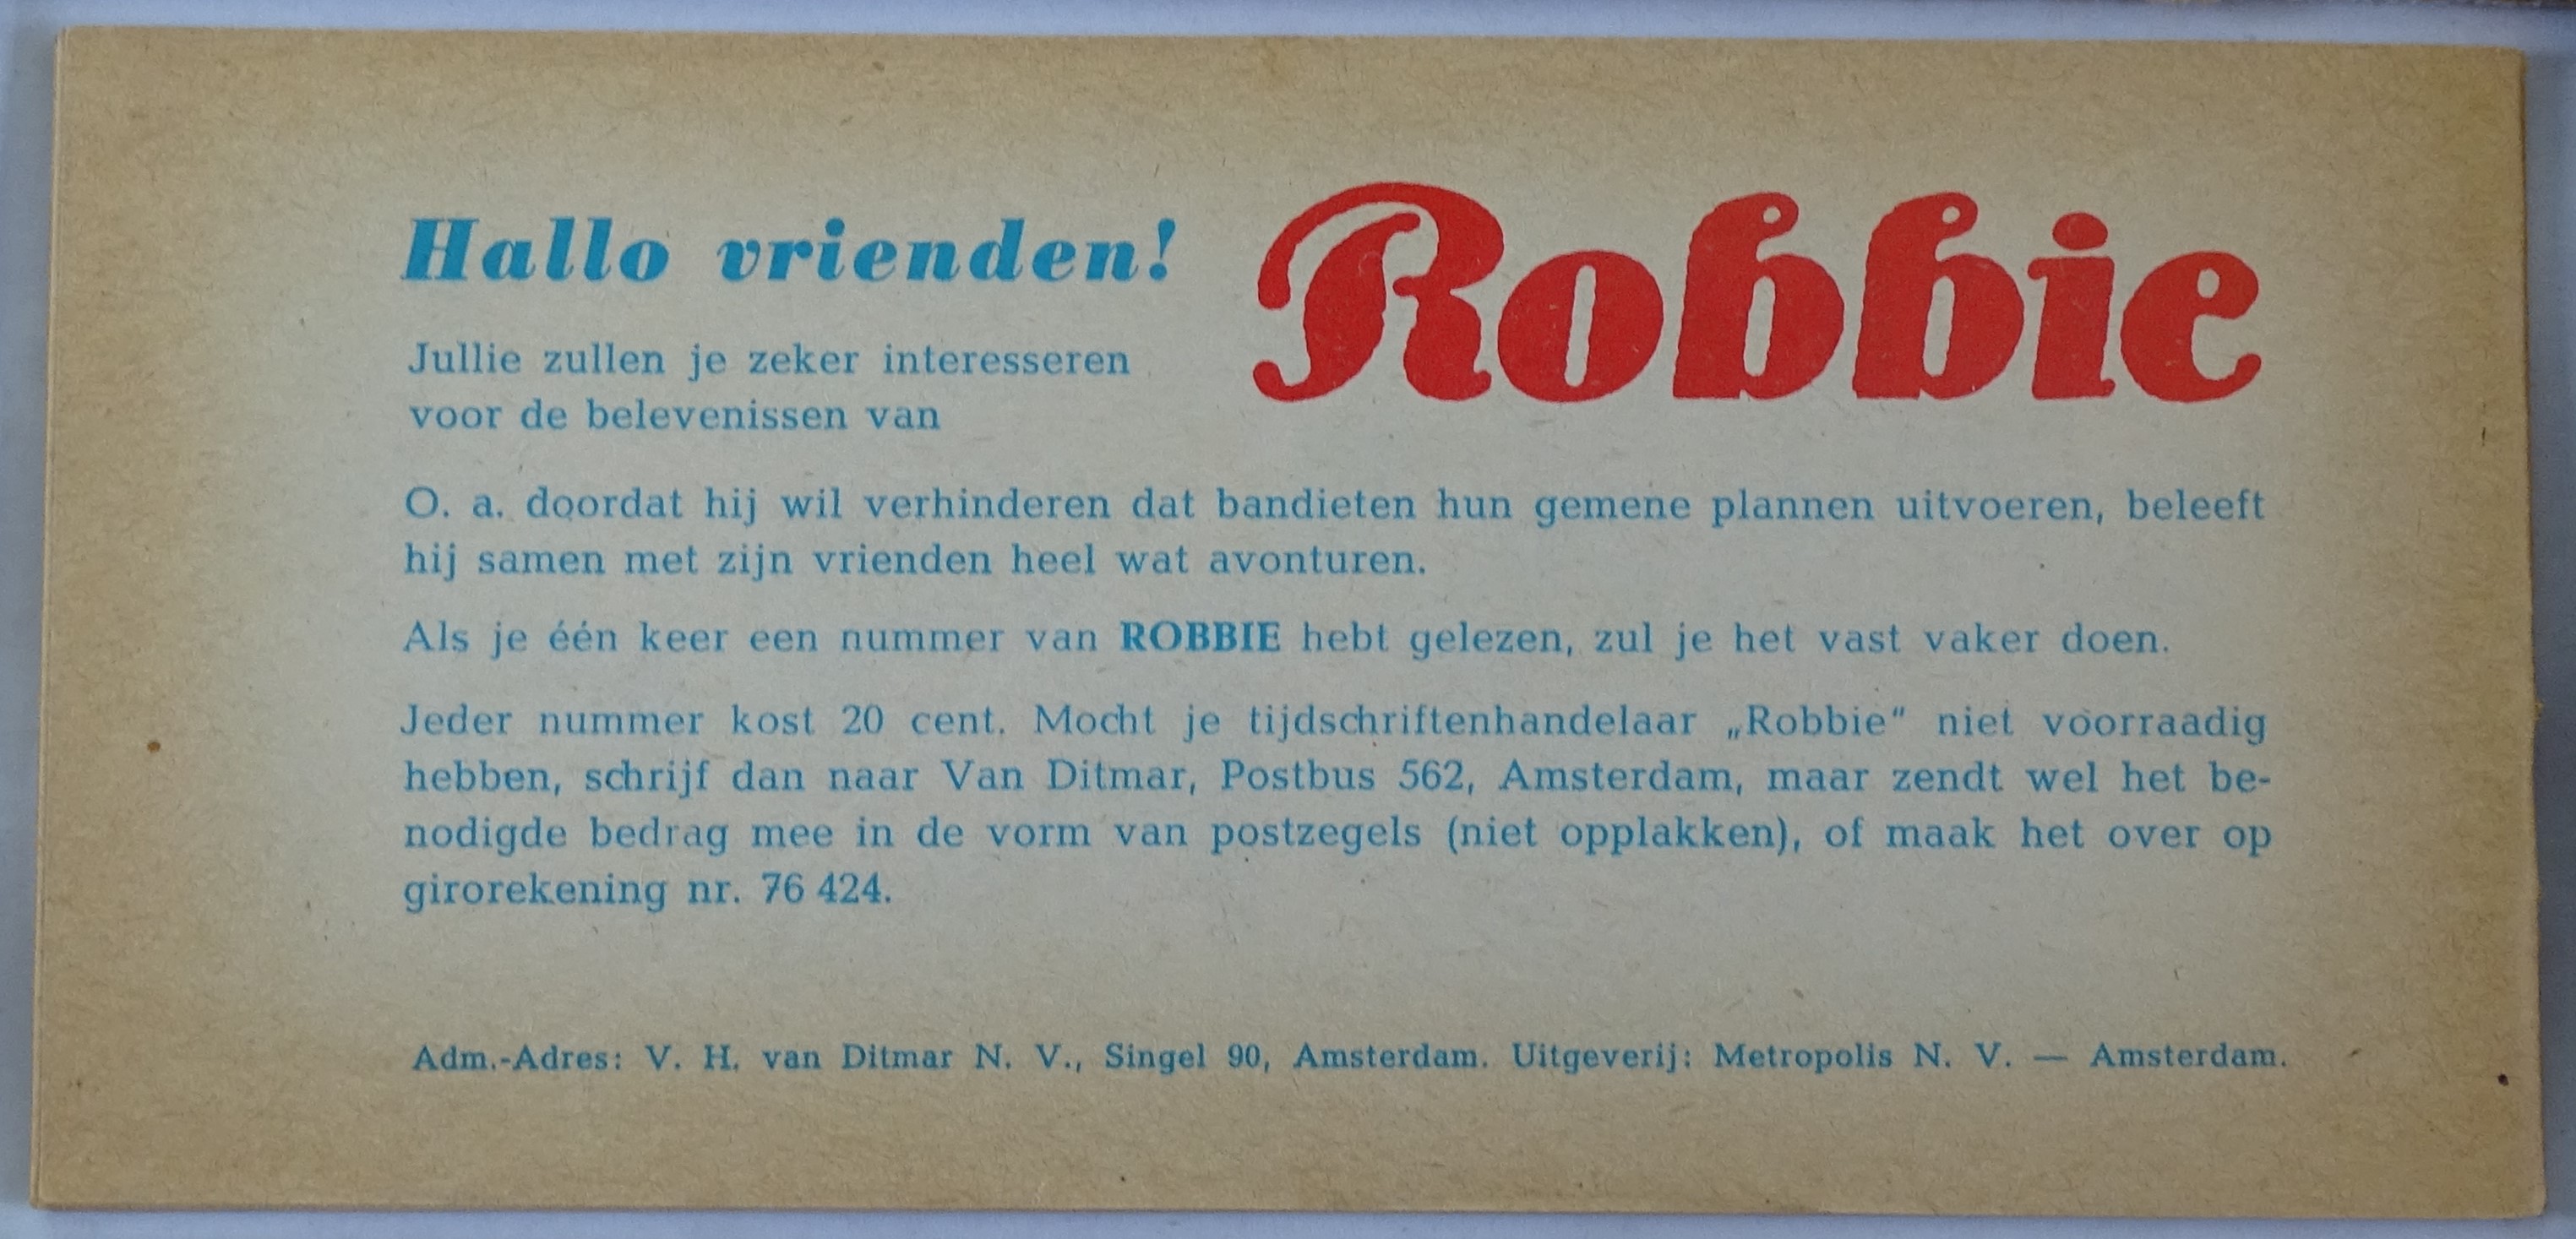 Hallo vrienden!
Robbie
Jullie zullen je zeker interesseren
voor de belevenissen van
O. a. doordat hij wil verhinderen dat bandieten hun gemene plannen uitvoeren, beleeft
hij samen met zijn vrienden heel wat avonturen.
Als je één keer een nummer van ROBBIE hebt gelezen, zul je het vast vaker doen.
Jeder nummer kost 20 cent. Mocht je tijdschriftenhandelaar „Robbie“ niet voorraadig
hebben, schrijf dan naar Van Ditmar, Postbus 562, Amsterdam, maar zendt wel het be-
nodigde bedrag mee in de vorm van postzegels (niet opplakken), of maak het over op
girorekening nr. 76 424.
Adm.-Adres: V. H. van Ditmar N. V., Singel 90, Amsterdam. Uitgeverij: Metropolis N. V. — Amsterdam.